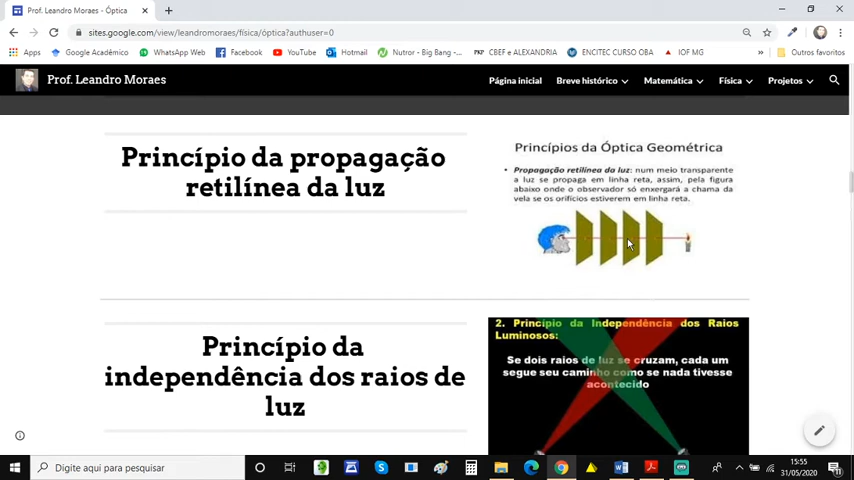 Prof. Leandro Moraes - Óptica
sites.google.com/view/leandromoraes/física/óptica?authuser=0
Apps Google Acadêmico WhatsApp Web Facebook YouTube Hotmail Nutror - Big Bang -... CBEF e ALEXANDRIA ENCITEC CURSO OBA IOF MG Outros favoritos
Prof. Leandro Moraes Página inicial Breve histórico Matemática Física Projetos
Princípio da propagação
retilínea da luz
Princípios da Óptica Geométrica
• Propagação retilínea da luz: num meio transparente
a luz se propaga em linha reta, assim, pela figura
abaixo onde o observador só enxergará a chama da
vela se os orifícios estiverem em linha reta.
Princípio da
independência dos raios de
luz
2. Princípio da Independência dos Raios
Luminosos:
Se dois raios de luz se cruzam, cada um
segue seu caminho como se nada tivesse
acontecido
Digite aqui para pesquisar
15:55
31/05/2020